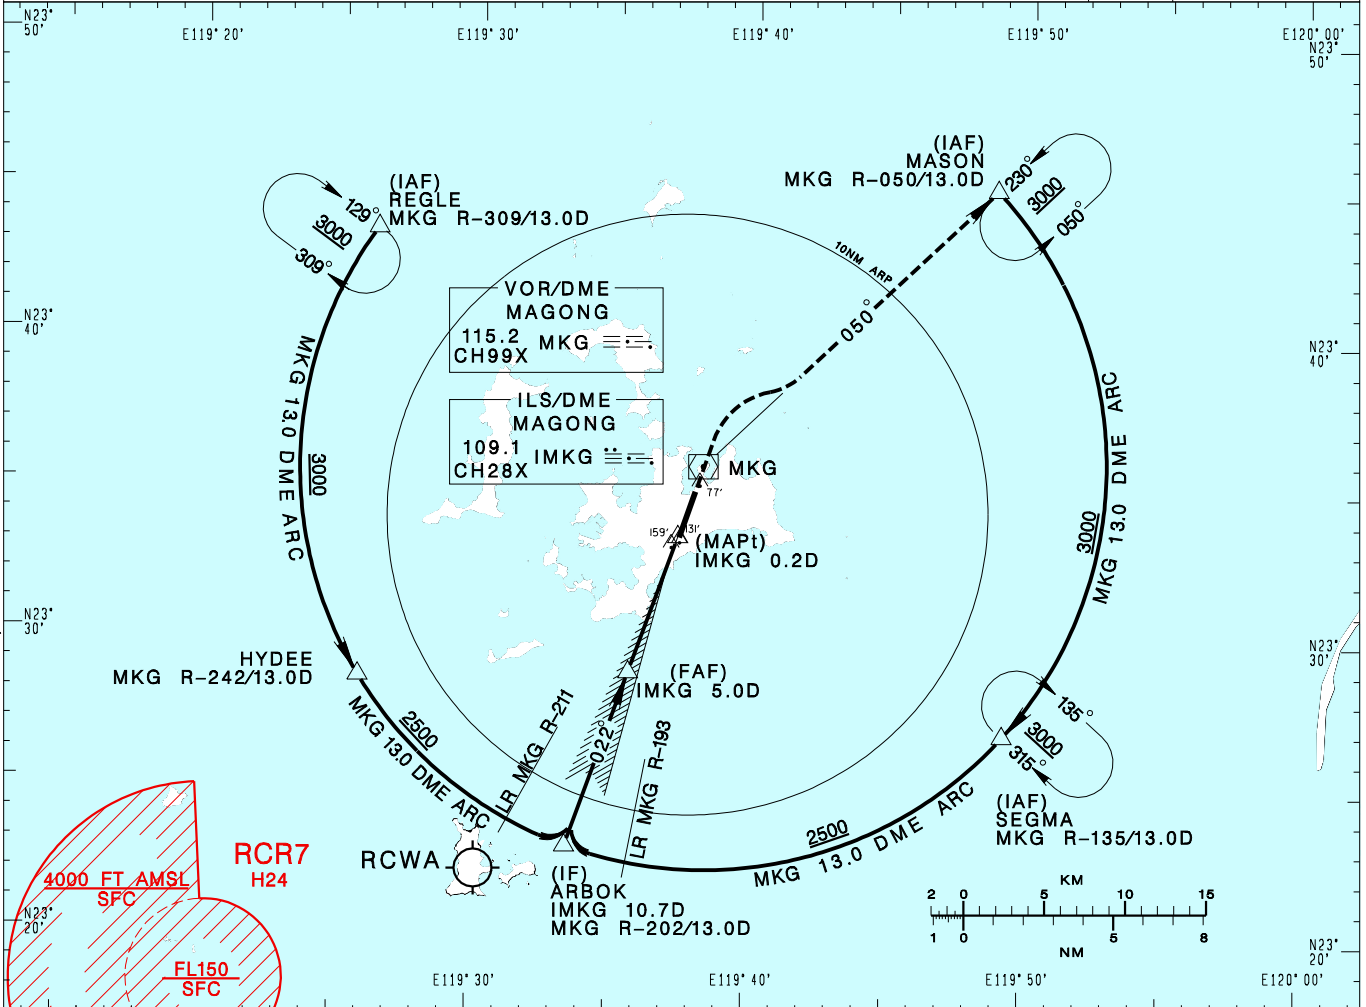 N23° 50'
E119° 20'
E119° 30'
E119° 40'
E119° 50'
E120° 00'
N23° 50'
(IAF)
MASON
MKG R-050/13.0D
230°
3000
050°
(IAF)
REGLE
MKG R-309/13.0D
129°
3000
309°
10NM ARP
050°
VOR/DME
MAGONG
115.2 MKG
CH99X
ILS/DME
MAGONG
109.1 IMKG
CH28X
N23° 40'
N23° 40'
MKG 13.0 DME ARC
3000
MKG 13.0 DME ARC
3000
MKG
77'
159'
131'
(MAPt)
IMKG 0.2D
N23° 30'
N23° 30'
HYDEE
MKG R-242/13.0D
(FAF)
IMKG 5.0D
022°
LR MKG R-211
LR MKG R-193
2500
MKG 13.0 DME ARC
135°
3000
315°
(IAF)
SEGMA
MKG R-135/13.0D
2500
MKG 13.0 DME ARC
RCWA
(IF)
ARBOK
IMKG 10.7D
MKG R-202/13.0D
RCR7
H24
4000 FT AMSL
SFC
FL150
SFC
KM
2 0 5 10 15
1 0 5 8
NM
N23° 20'
N23° 20'
E119° 30'
E119° 40'
E119° 50'
E120° 00'